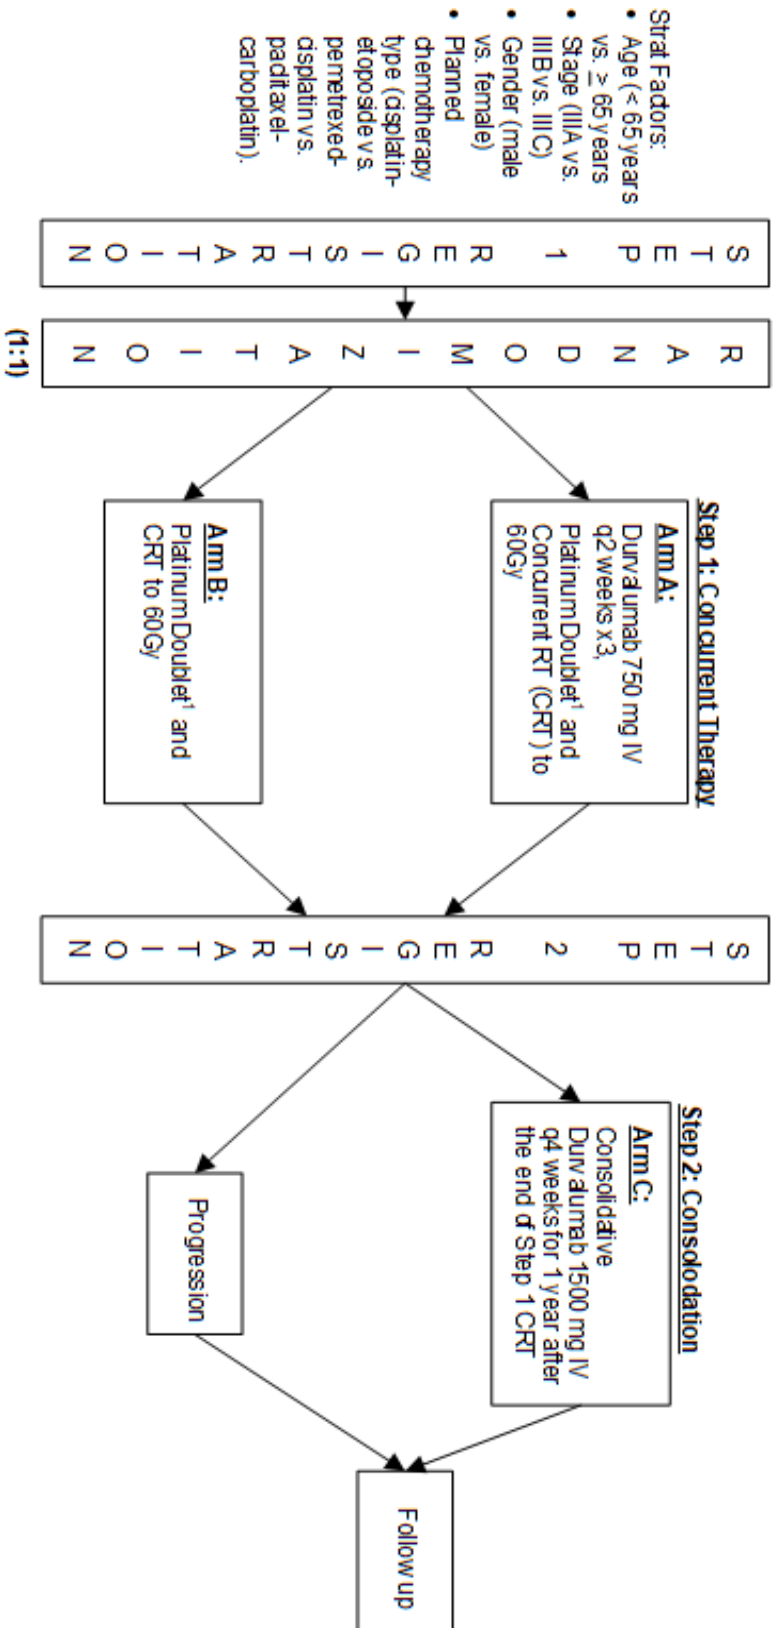 Strat Factors:
• Age (< 65 years
vs. ≥ 65 years
• Stage (IIIA vs.
IIIB vs. IIIC)
• Gender (male
vs. female)
• Planned
chemotherapy
type (cisplatin-
etoposide vs.
pemetrexed-
cisplatin vs.
paclitaxel-
carboplatin).
STEP 1 REGISTRATION
RANDOMIZATION
(1:1)
Step 1: Concurrent Therapy
Arm A:
Durvalumab 750 mg IV
q2 weeks x3,
Platinum Doublet¹ and
Concurrent RT (CRT) to
60Gy
Arm B:
Platinum Doublet¹ and
CRT to 60Gy
STEP 2 REGISTRATION
Step 2: Consolodation
Arm C:
Consolidative
Durvalumab 1500 mg IV
q4 weeks for 1 year after
the end of Step 1 CRT
Progression
Follow up